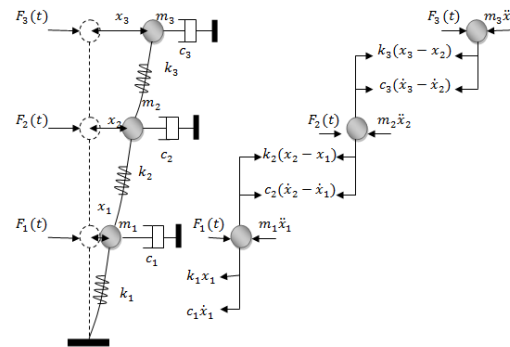 F₃(t) x₃ m₃ c₃
k₃
m₂
F₂(t) x₂ c₂
k₂
x₁
F₁(t) m₁ c₁
k₁
F₃(t) m₃ẍ
k₃(x₃ − x₂)
c₃(ẋ₃ − ẋ₂)
F₂(t) m₂ẍ₂
k₂(x₂ − x₁)
c₂(ẋ₂ − ẋ₁)
F₁(t) m₁ẍ₁
k₁x₁
c₁ẋ₁